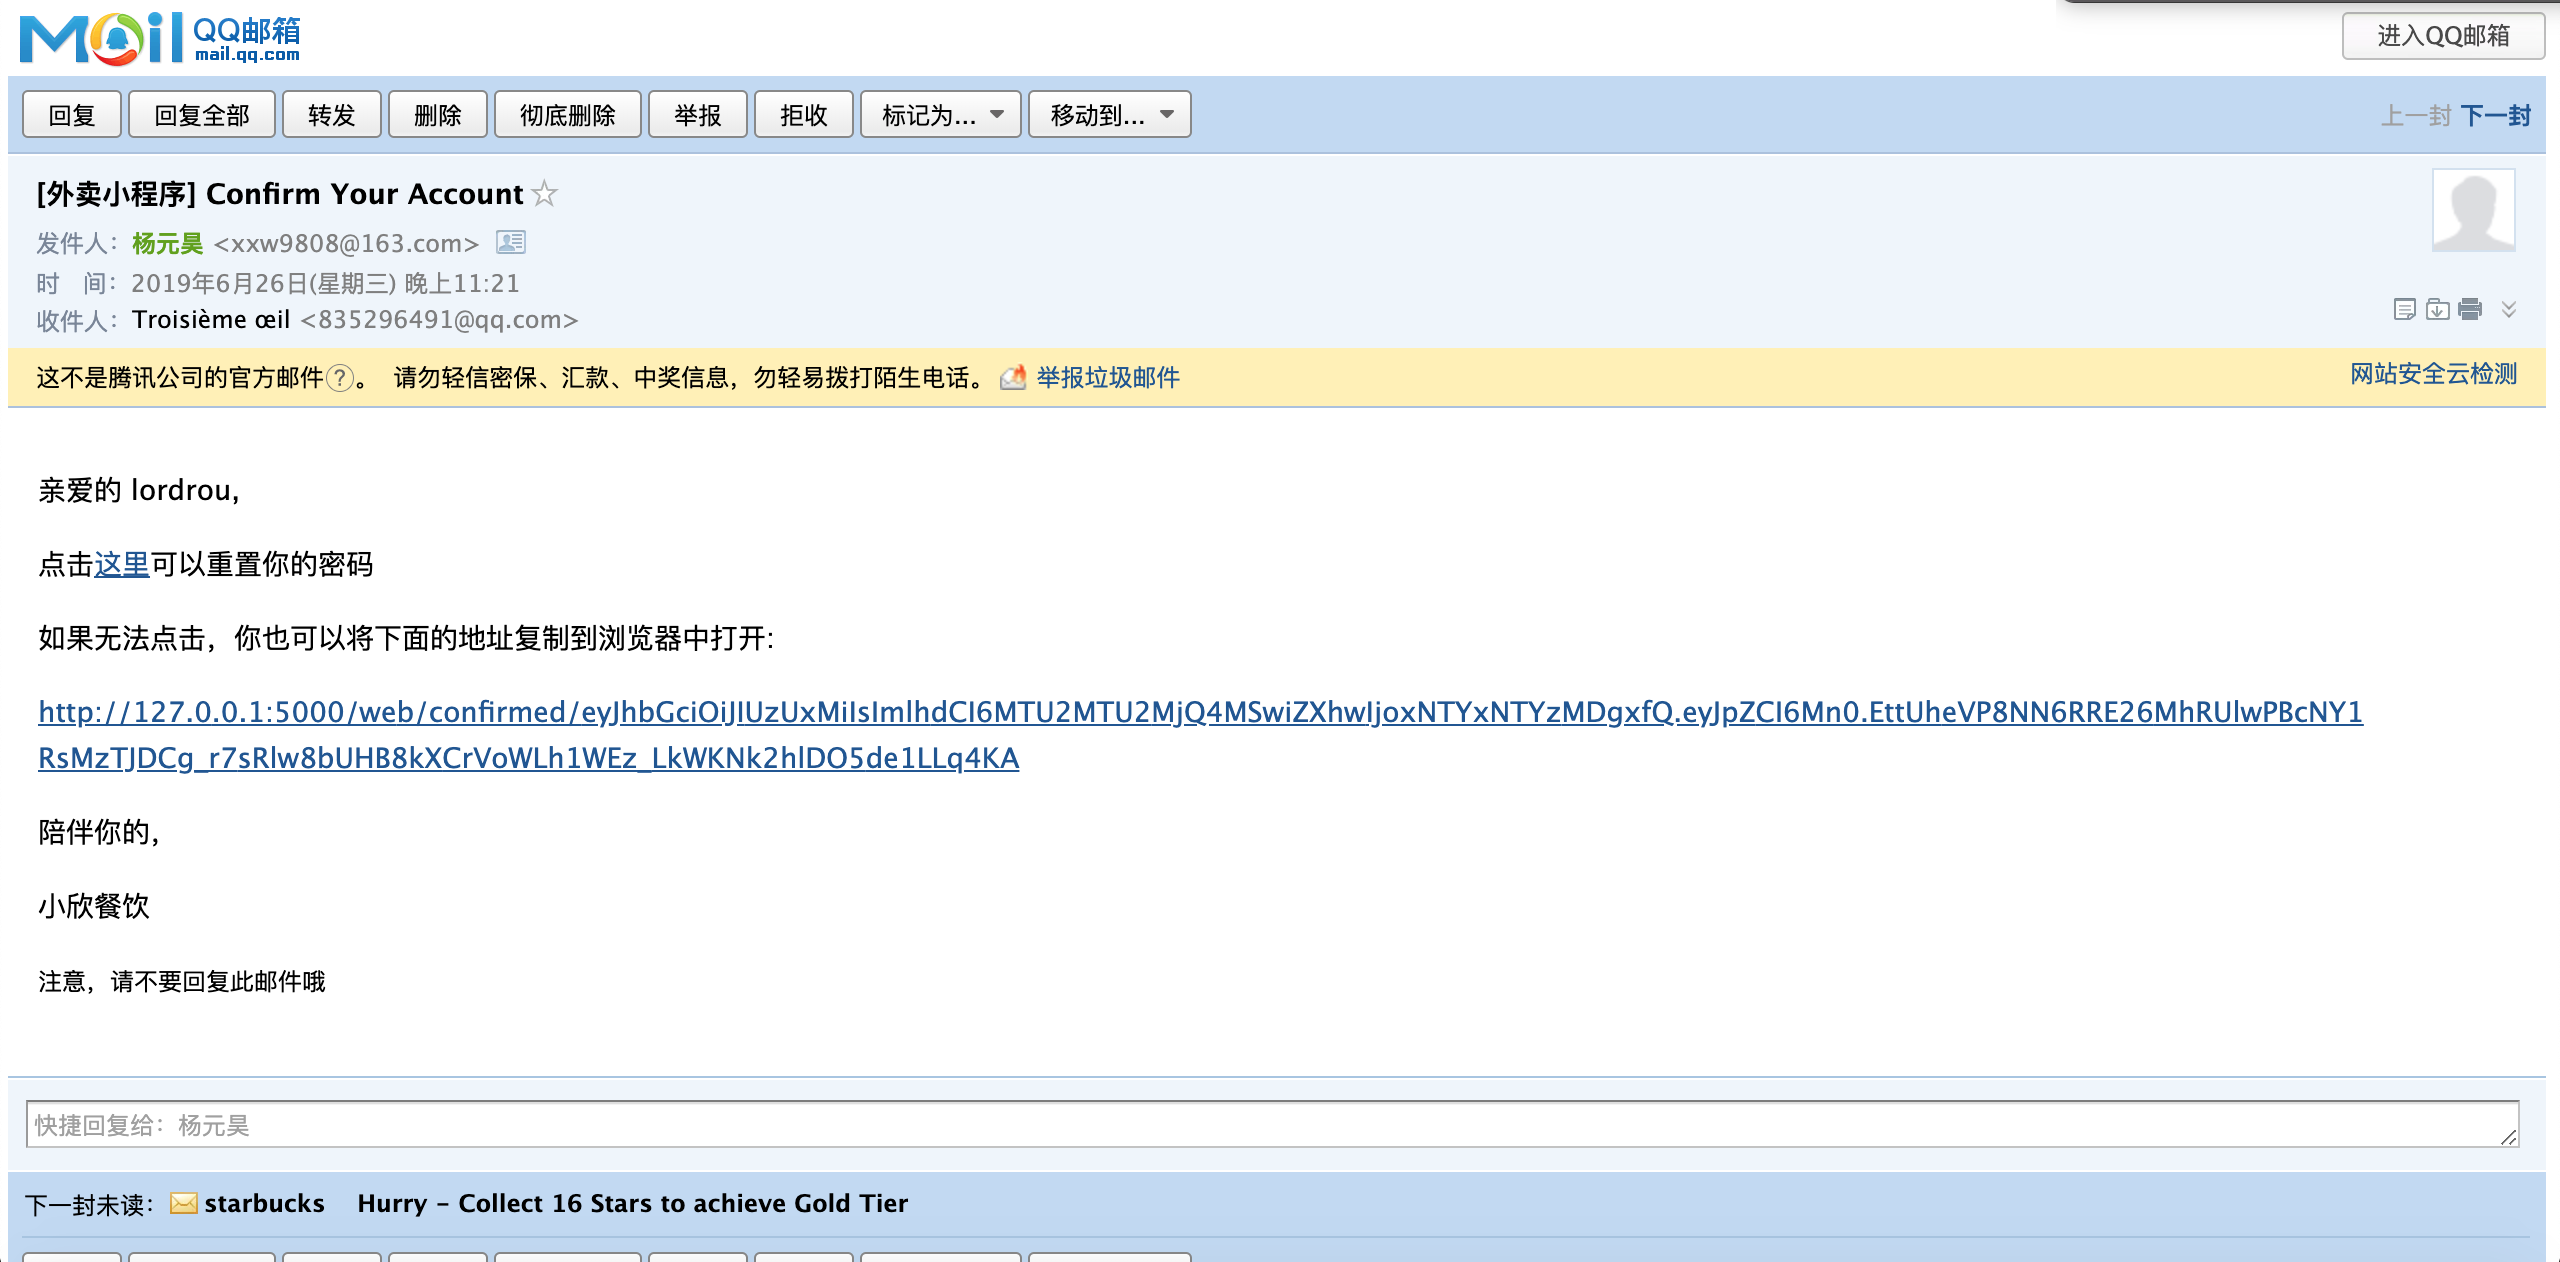 Mail QQ邮箱
mail.qq.com
进入QQ邮箱
回复 回复全部 转发 删除 彻底删除 举报 拒收 标记为... 移动到... 上一封 下一封
[外卖小程序] Confirm Your Account
发件人：杨元昊 <xxw9808@163.com>
时 间：2019年6月26日(星期三) 晚上11:21
收件人：Troisième œil <835296491@qq.com>
这不是腾讯公司的官方邮件?。 请勿轻信密保、汇款、中奖信息，勿轻易拨打陌生电话。 举报垃圾邮件 网站安全云检测
亲爱的 lordrou,
点击这里可以重置你的密码
如果无法点击，你也可以将下面的地址复制到浏览器中打开:
http://127.0.0.1:5000/web/confirmed/eyJhbGciOiJIUzUxMiIsImlhdCI6MTU2MTU2MjQ4MSwiZXhwIjoxNTYxNTYzMDgxfQ.eyJpZCI6Mn0.EttUheVP8NN6RRE26MhRUlwPBcNY1
RsMzTJDCg_r7sRlw8bUHB8kXCrVoWLh1WEz_LkWKNk2hlDO5de1LLq4KA
陪伴你的，
小欣餐饮
注意，请不要回复此邮件哦
快捷回复给：杨元昊
下一封未读： starbucks Hurry – Collect 16 Stars to achieve Gold Tier